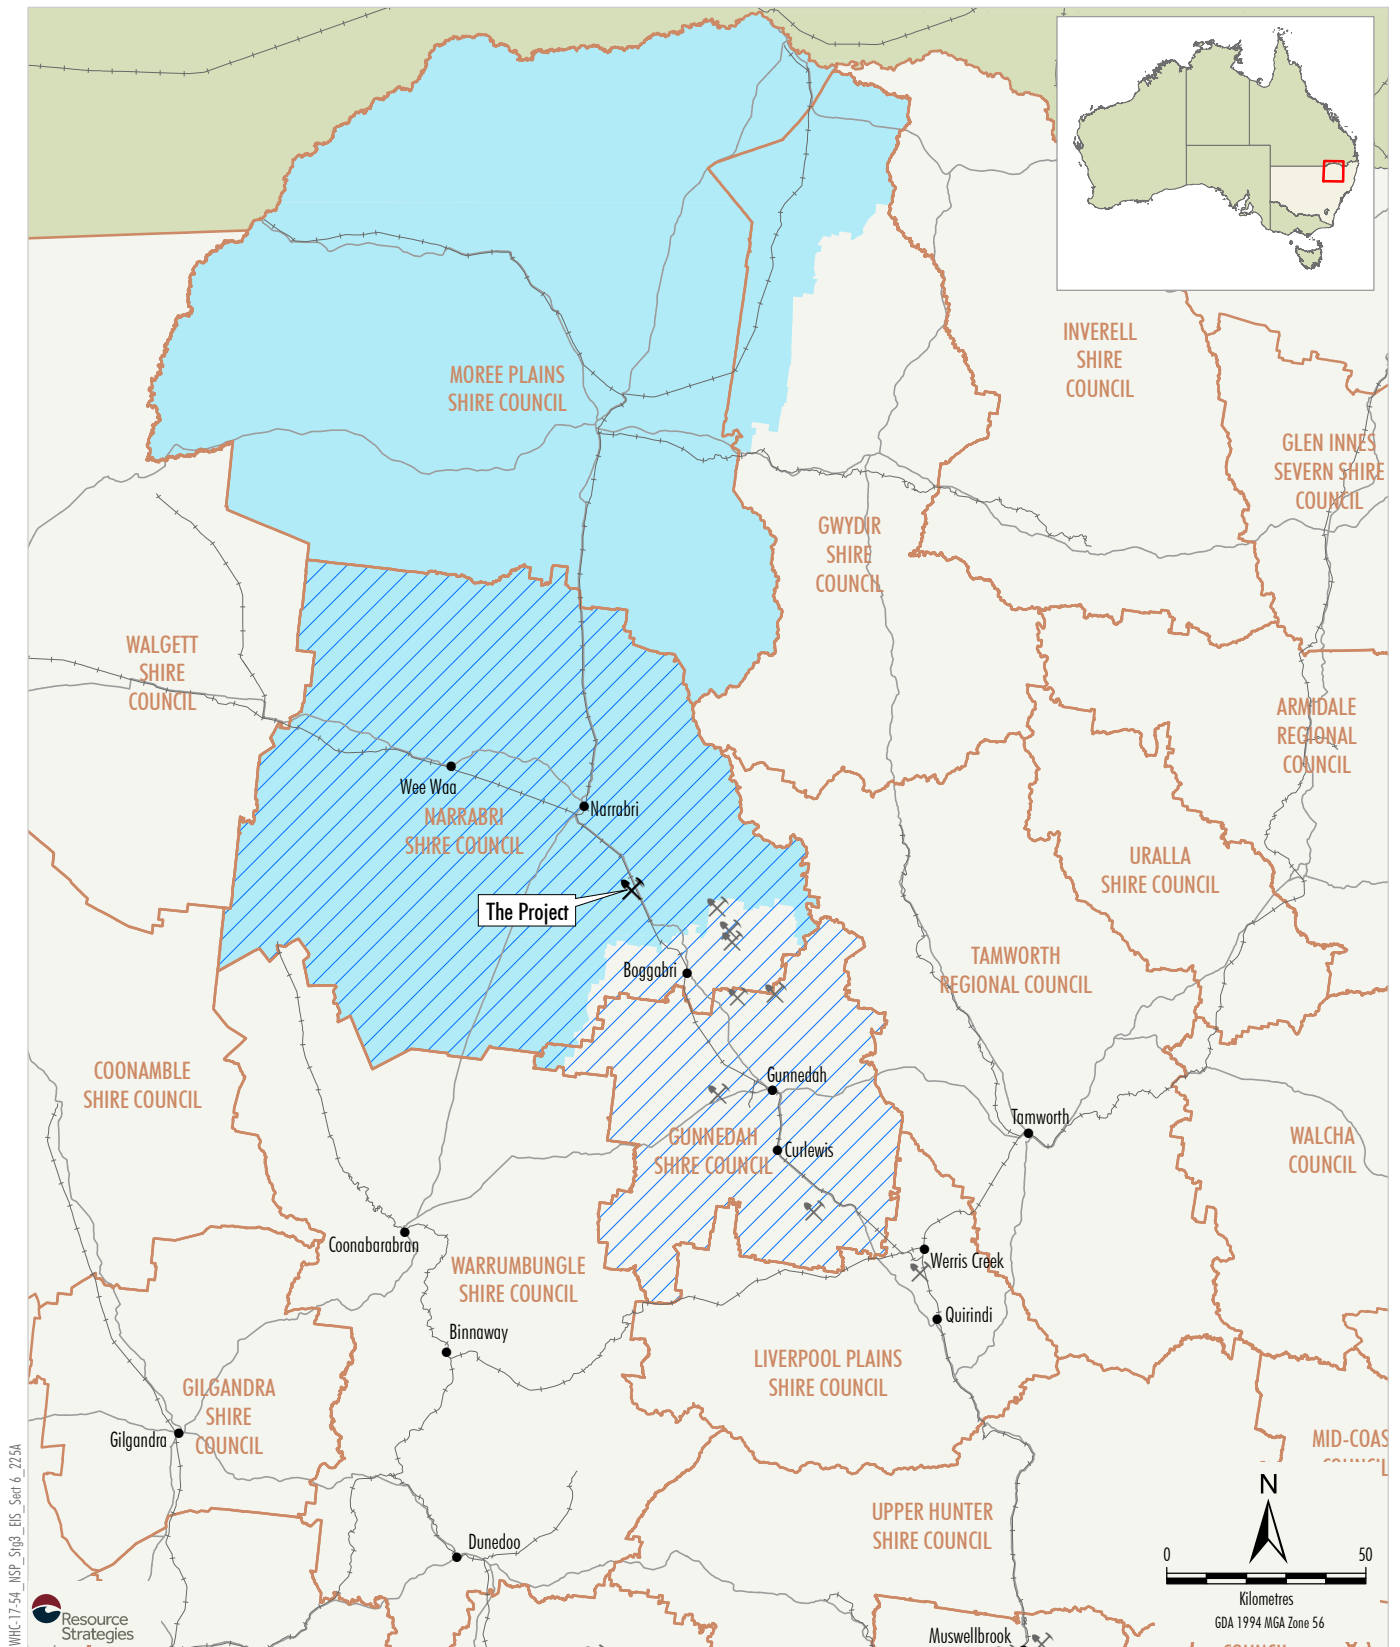 INVERELL
SHIRE
COUNCIL
MOREE PLAINS
SHIRE COUNCIL
GLEN INNES
SEVERN SHIRE
COUNCIL
GWYDIR
SHIRE
COUNCIL
WALGETT
SHIRE
COUNCIL
ARMIDALE
REGIONAL
COUNCIL
Wee Waa
Narrabri
NARRABRI
SHIRE COUNCIL
URALLA
SHIRE COUNCIL
The Project
TAMWORTH
REGIONAL COUNCIL
Boggabri
COONAMBLE
SHIRE COUNCIL
Gunnedah
Tamworth
GUNNEDAH
SHIRE COUNCIL
Curlewis
WALCHA
COUNCIL
Coonabarabran
WARRUMBUNGLE
SHIRE COUNCIL
Werris Creek
Quirindi
Binnaway
LIVERPOOL PLAINS
SHIRE COUNCIL
GILGANDRA
SHIRE
COUNCIL
Gilgandra
MID-COAS
COUNCIL
UPPER HUNTER
SHIRE COUNCIL
Dunedoo
N
0 50
Kilometres
GDA 1994 MGA Zone 56
Muswellbrook
COUNCIL
WHC-17-54_NSP_Stg3_EIS_Sect 6_225A
Resource
Strategies